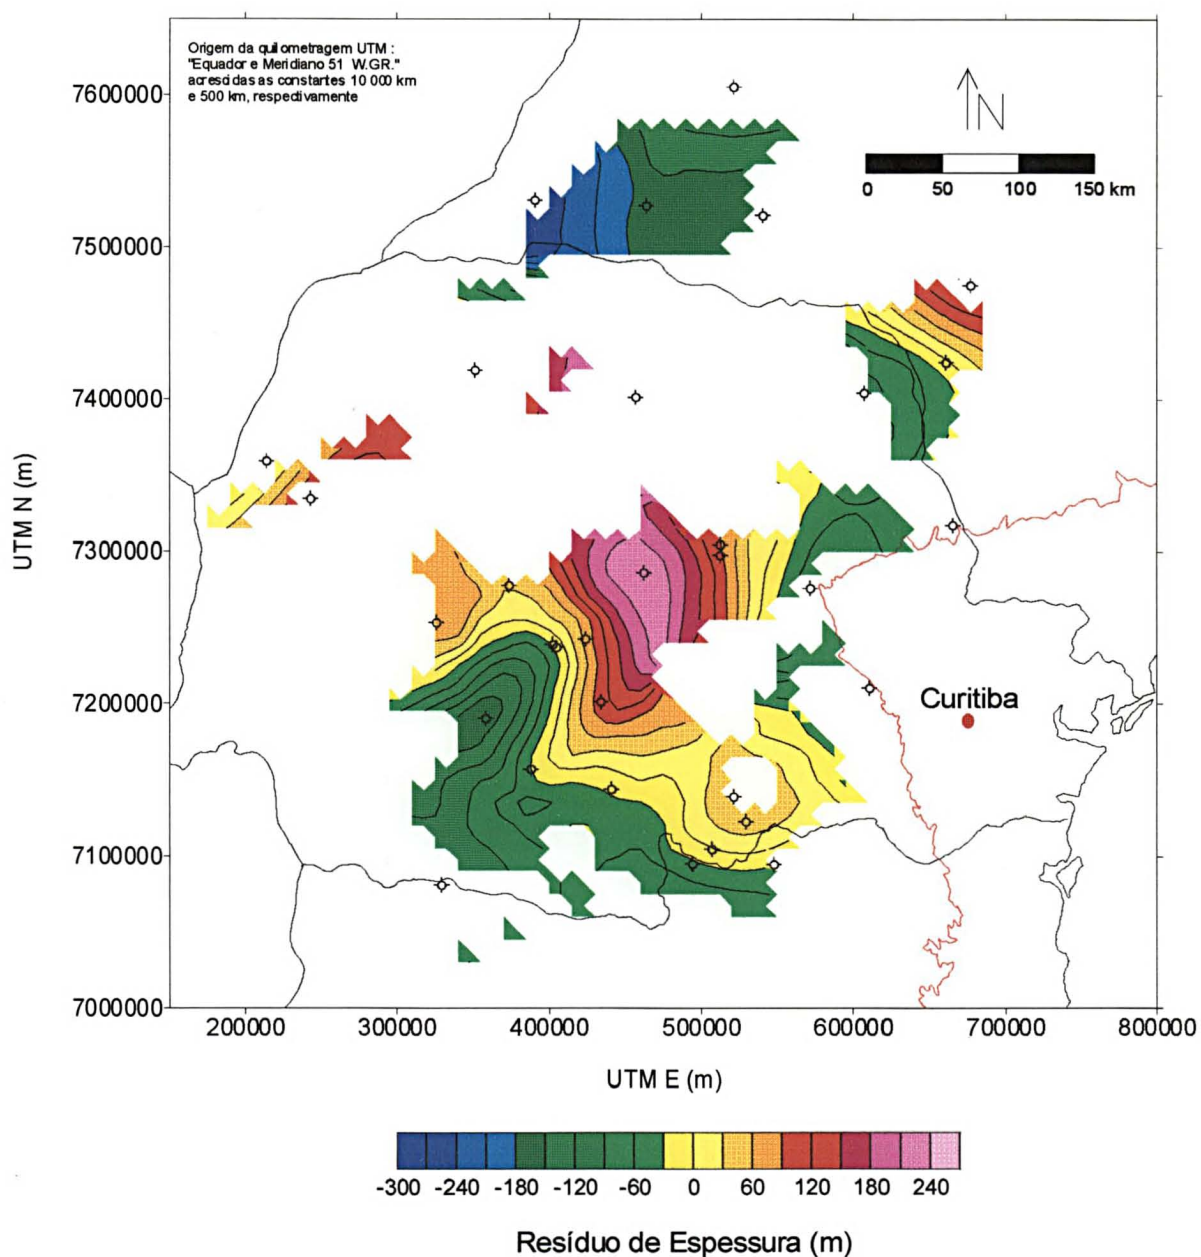 Origem da quilometragem UTM :
"Equador e Meridiano 51 W.GR."
acrescidas as constantes 10 000 km
e 500 km, respectivamente
N
0 50 100 150 km
7600000
7500000
7400000
7300000
7200000
7100000
7000000
UTM N (m)
Curitiba
200000 300000 400000 500000 600000 700000 800000
UTM E (m)
-300 -240 -180 -120 -60 0 60 120 180 240
Resíduo de Espessura (m)